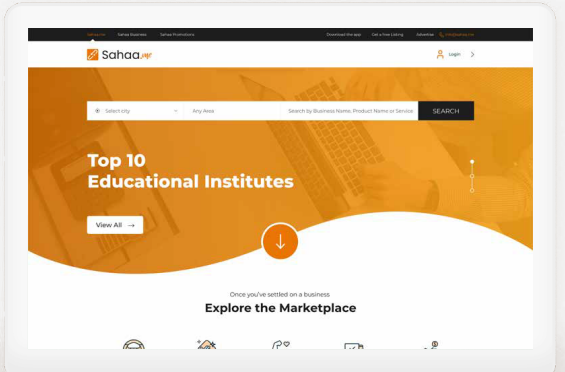 Sahaa.me Sahaa Business Sahaa Promotions Download the app Get a free Listing Advertise info@sahaa.me
Sahaa.me Login
Select city Any Area Search by Business Name, Product Name or Service SEARCH
Top 10
Educational Institutes
View All →
Once you've settled on a business
Explore the Marketplace